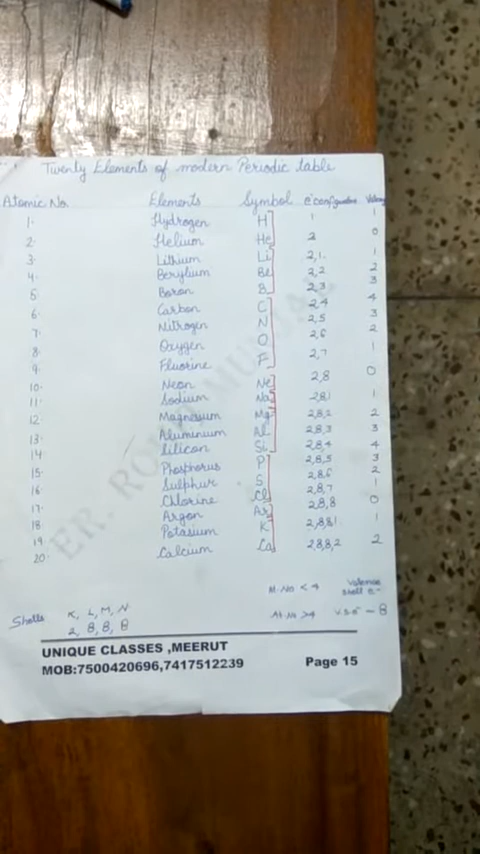 Twenty Elements of modern Periodic table
Atomic No. Elements Symbol e⁻configuration Valency
1. Hydrogen H 1 1
2. Helium He 2 0
3. Lithium Li 2,1. 1
4. Berylium Be 2,2 2
5. Boron B 2,3 3
6. Carbon C 2,4 4
7. Nitrogen N 2,5 3
8. Oxygen O 2,6 2
9. Fluorine F 2,7 1
10. Neon Ne 2,8 0
11. Sodium Na 2,8,1 1
12. Magnesium Mg 2,8,2 2
13. Aluminium Al 2,8,3 3
14. Silicon Si 2,8,4 4
15. Phosphorus P 2,8,5 3
16. Sulphur S 2,8,6 2
17. Chlorine Cl 2,8,7 1
18. Argon Ar 2,8,8 0
19. Potassium K 2,8,8,1 1
20. Calcium Ca 2,8,8,2 2
< 4 Valence
Shell e-
Shells K, L, M, N At.No >4 V.S.e⁻ - 8
2, 8, 8, 8
UNIQUE CLASSES ,MEERUT
MOB:7500420696,7417512239 Page 15
ER. RO